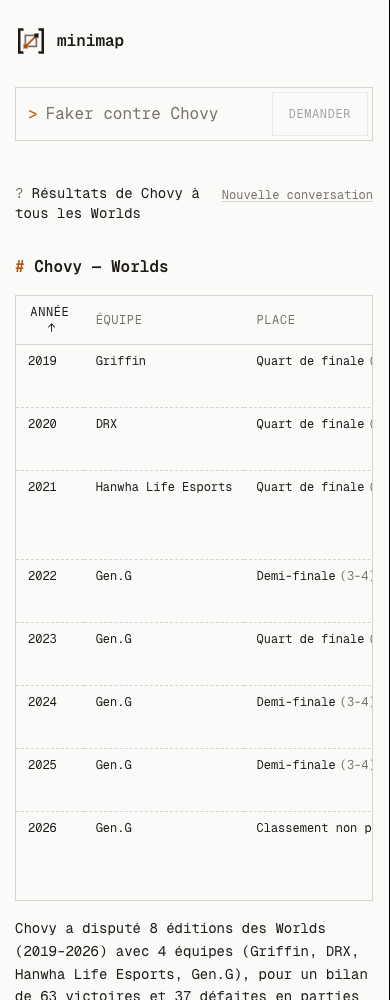 minimap
> Faker contre Chovy DEMANDER
? Résultats de Chovy à tous les Worlds
Nouvelle conversation
# Chovy — Worlds
ANNÉE ↑ ÉQUIPE PLACE
2019 Griffin Quart de finale (
2020 DRX Quart de finale (
2021 Hanwha Life Esports Quart de finale (
2022 Gen.G Demi-finale (3-4)
2023 Gen.G Quart de finale (
2024 Gen.G Demi-finale (3-4)
2025 Gen.G Demi-finale (3-4)
2026 Gen.G Classement non p
Chovy a disputé 8 éditions des Worlds
(2019–2026) avec 4 équipes (Griffin, DRX,
Hanwha Life Esports, Gen.G), pour un bilan
de 63 victoires et 37 défaites en parties